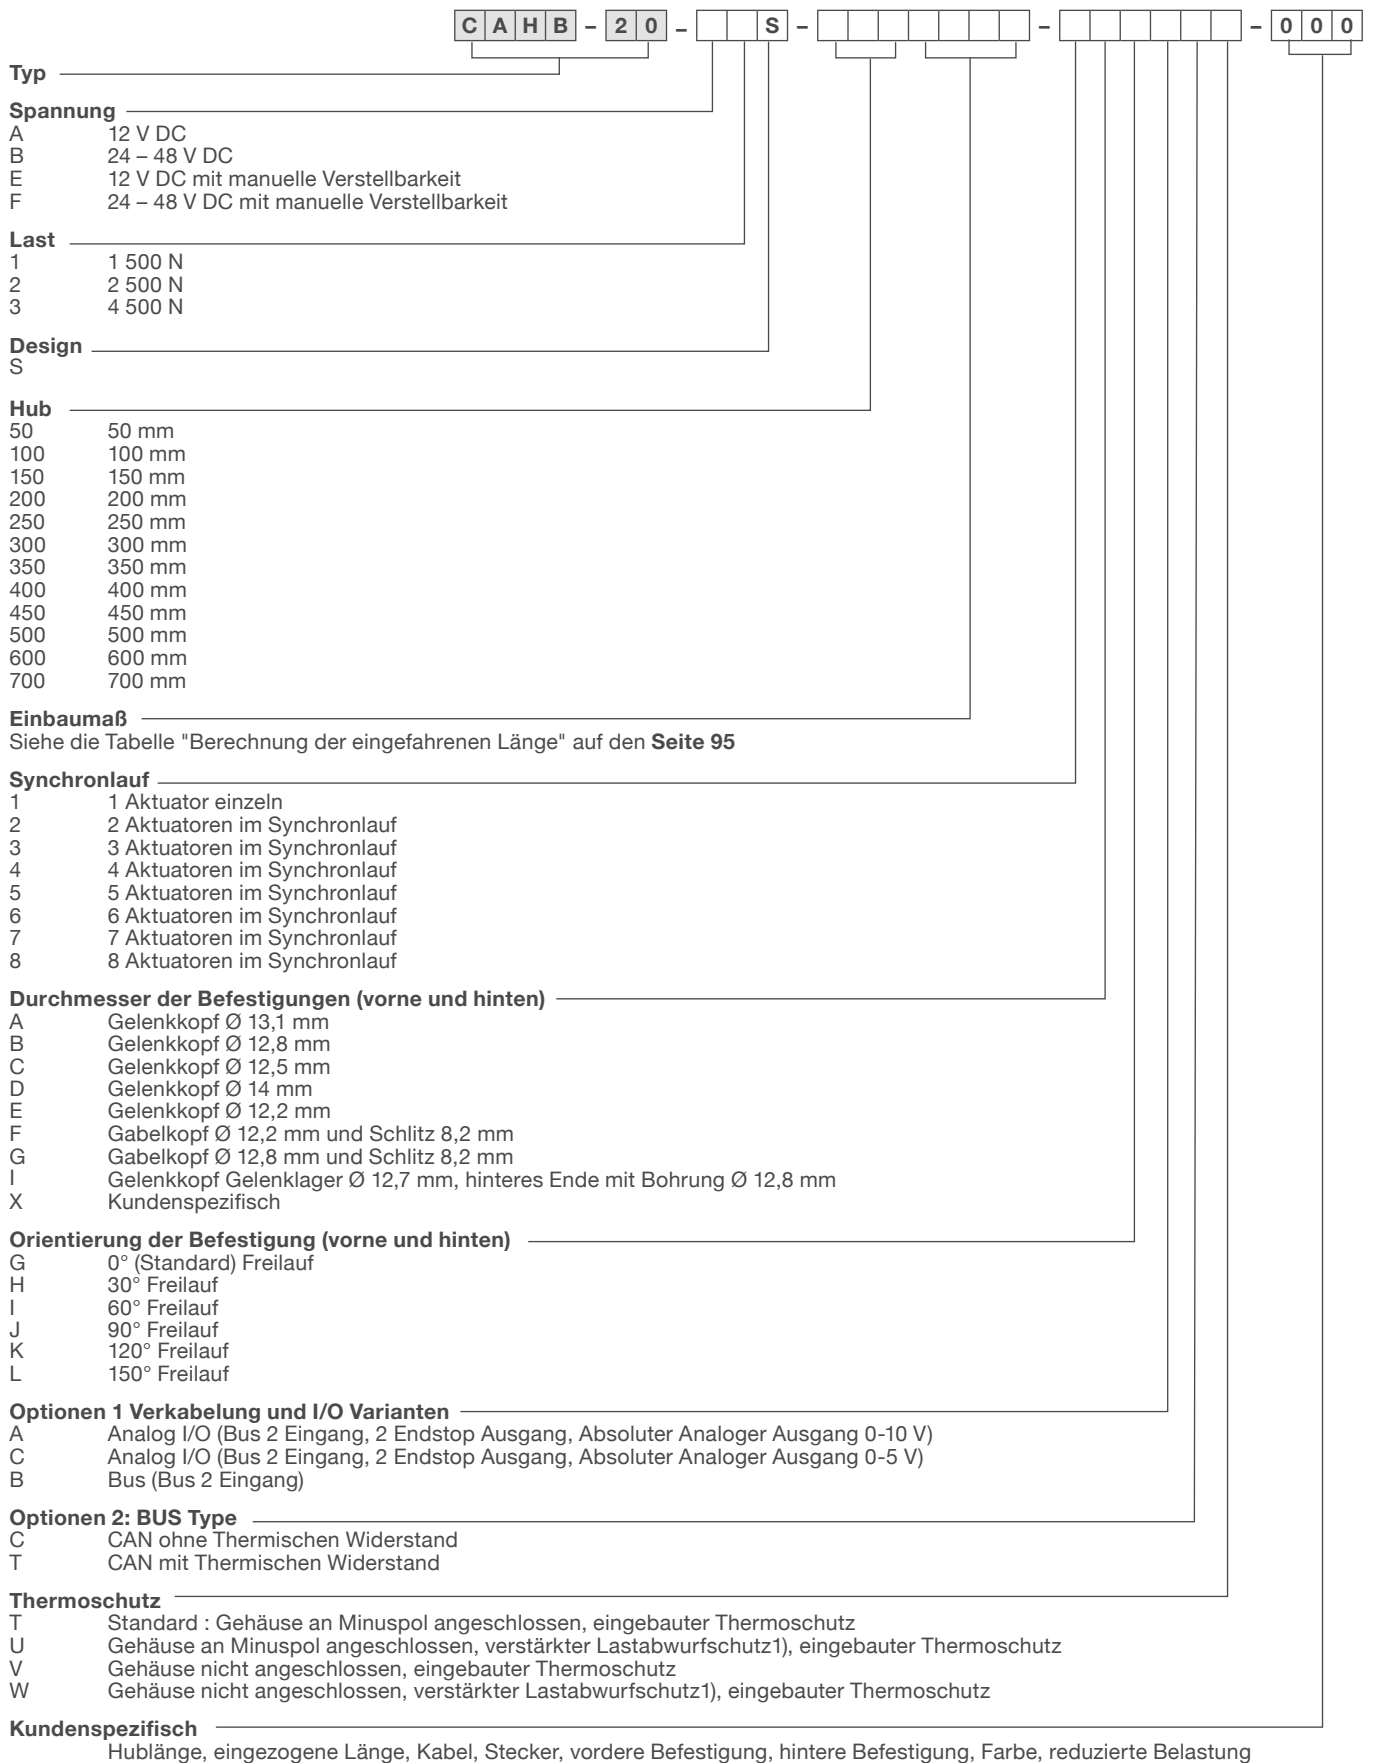 CAHB – 20 – S – – – 000
Typ
Spannung
A 12 V DC
B 24 – 48 V DC
E 12 V DC mit manuelle Verstellbarkeit
F 24 – 48 V DC mit manuelle Verstellbarkeit
Last
1 1 500 N
2 2 500 N
3 4 500 N
Design
S
Hub
50 50 mm
100 100 mm
150 150 mm
200 200 mm
250 250 mm
300 300 mm
350 350 mm
400 400 mm
450 450 mm
500 500 mm
600 600 mm
700 700 mm
Einbaumaß
Siehe die Tabelle "Berechnung der eingefahrenen Länge" auf den Seite 95
Synchronlauf
1 1 Aktuator einzeln
2 2 Aktuatoren im Synchronlauf
3 3 Aktuatoren im Synchronlauf
4 4 Aktuatoren im Synchronlauf
5 5 Aktuatoren im Synchronlauf
6 6 Aktuatoren im Synchronlauf
7 7 Aktuatoren im Synchronlauf
8 8 Aktuatoren im Synchronlauf
Durchmesser der Befestigungen (vorne und hinten)
A Gelenkkopf Ø 13,1 mm
B Gelenkkopf Ø 12,8 mm
C Gelenkkopf Ø 12,5 mm
D Gelenkkopf Ø 14 mm
E Gelenkkopf Ø 12,2 mm
F Gabelkopf Ø 12,2 mm und Schlitz 8,2 mm
G Gabelkopf Ø 12,8 mm und Schlitz 8,2 mm
I Gelenkkopf Gelenklager Ø 12,7 mm, hinteres Ende mit Bohrung Ø 12,8 mm
X Kundenspezifisch
Orientierung der Befestigung (vorne und hinten)
G 0° (Standard) Freilauf
H 30° Freilauf
I 60° Freilauf
J 90° Freilauf
K 120° Freilauf
L 150° Freilauf
Optionen 1 Verkabelung und I/O Varianten
A Analog I/O (Bus 2 Eingang, 2 Endstop Ausgang, Absoluter Analoger Ausgang 0-10 V)
C Analog I/O (Bus 2 Eingang, 2 Endstop Ausgang, Absoluter Analoger Ausgang 0-5 V)
B Bus (Bus 2 Eingang)
Optionen 2: BUS Type
C CAN ohne Thermischen Widerstand
T CAN mit Thermischen Widerstand
Thermoschutz
T Standard : Gehäuse an Minuspol angeschlossen, eingebauter Thermoschutz
U Gehäuse an Minuspol angeschlossen, verstärkter Lastabwurfschutz1), eingebauter Thermoschutz
V Gehäuse nicht angeschlossen, eingebauter Thermoschutz
W Gehäuse nicht angeschlossen, verstärkter Lastabwurfschutz1), eingebauter Thermoschutz
Kundenspezifisch
Hublänge, eingezogene Länge, Kabel, Stecker, vordere Befestigung, hintere Befestigung, Farbe, reduzierte Belastung